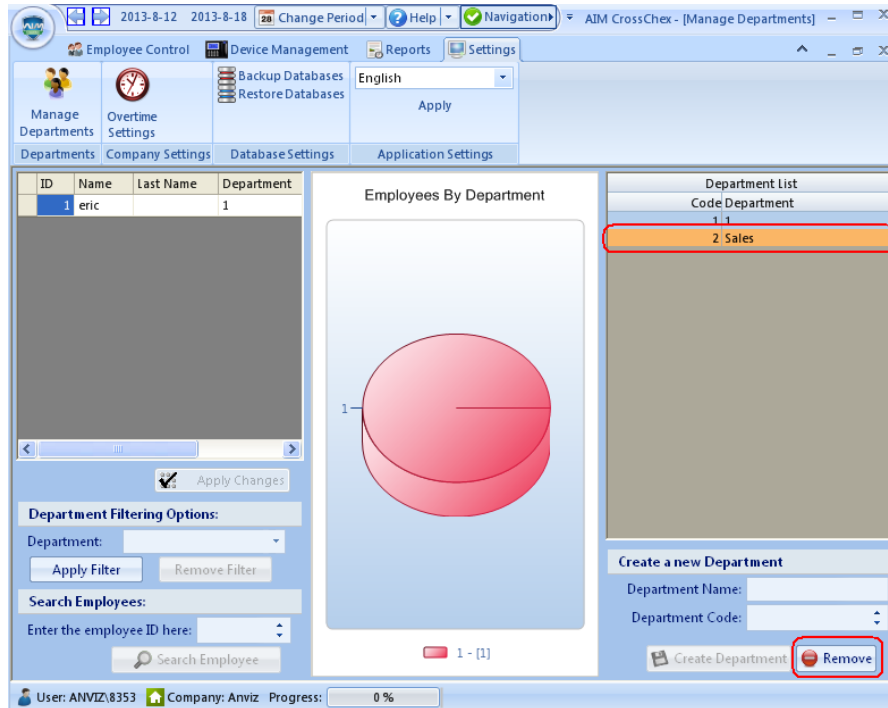 AIM
2013-8-12 2013-8-18 28 Change Period Help Navigation AIM CrossChex - [Manage Departments]
Employee Control Device Management Reports Settings
Manage Departments
Overtime Settings
Backup Databases
Restore Databases
English
Apply
Departments Company Settings Database Settings Application Settings
ID Name Last Name Department
1 eric 1
Employees By Department
1
1 - [1]
Department List
Code Department
1 1
2 Sales
Apply Changes
Department Filtering Options:
Department:
Apply Filter Remove Filter
Search Employees:
Enter the employee ID here:
Search Employee
Create a new Department
Department Name:
Department Code:
Create Department Remove
User: ANVIZ\8353 Company: Anviz Progress: 0 %